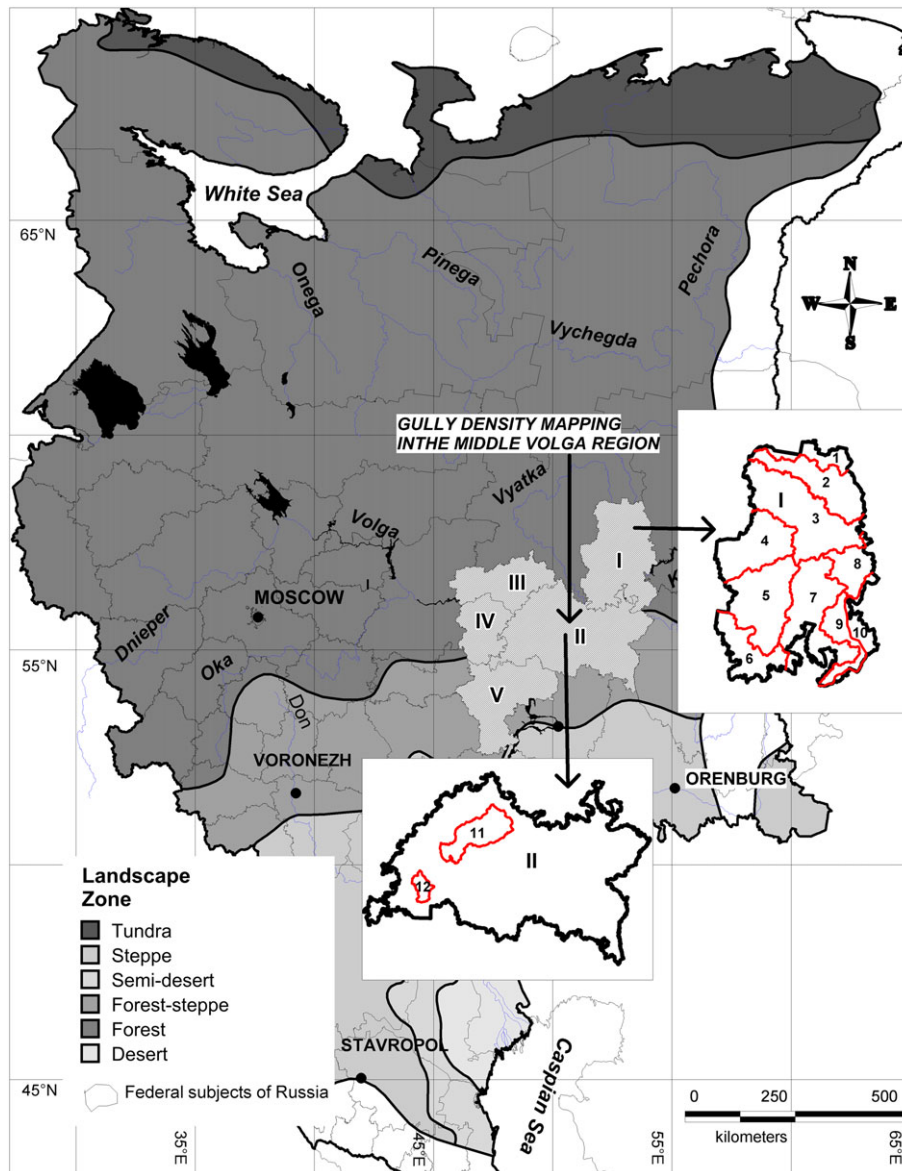 White Sea
65°N
Onega
Pinega
Pechora
Vychegda
N
W E
S
GULLY DENSITY MAPPING
INTHE MIDDLE VOLGA REGION
Vyatka
Volga
MOSCOW
Dnieper
Oka
Don
55°N
I
II
III
IV
V
K
VORONEZH
ORENBURG
I
1
2
3
4
5
6
7
8
9
10
11
12
II
Landscape
Zone
Tundra
Steppe
Semi-desert
Forest-steppe
Forest
Desert
Federal subjects of Russia
STAVROPOL
Caspian Sea
45°N
35°E
45°E
55°E
65°E
0 250 500
kilometers